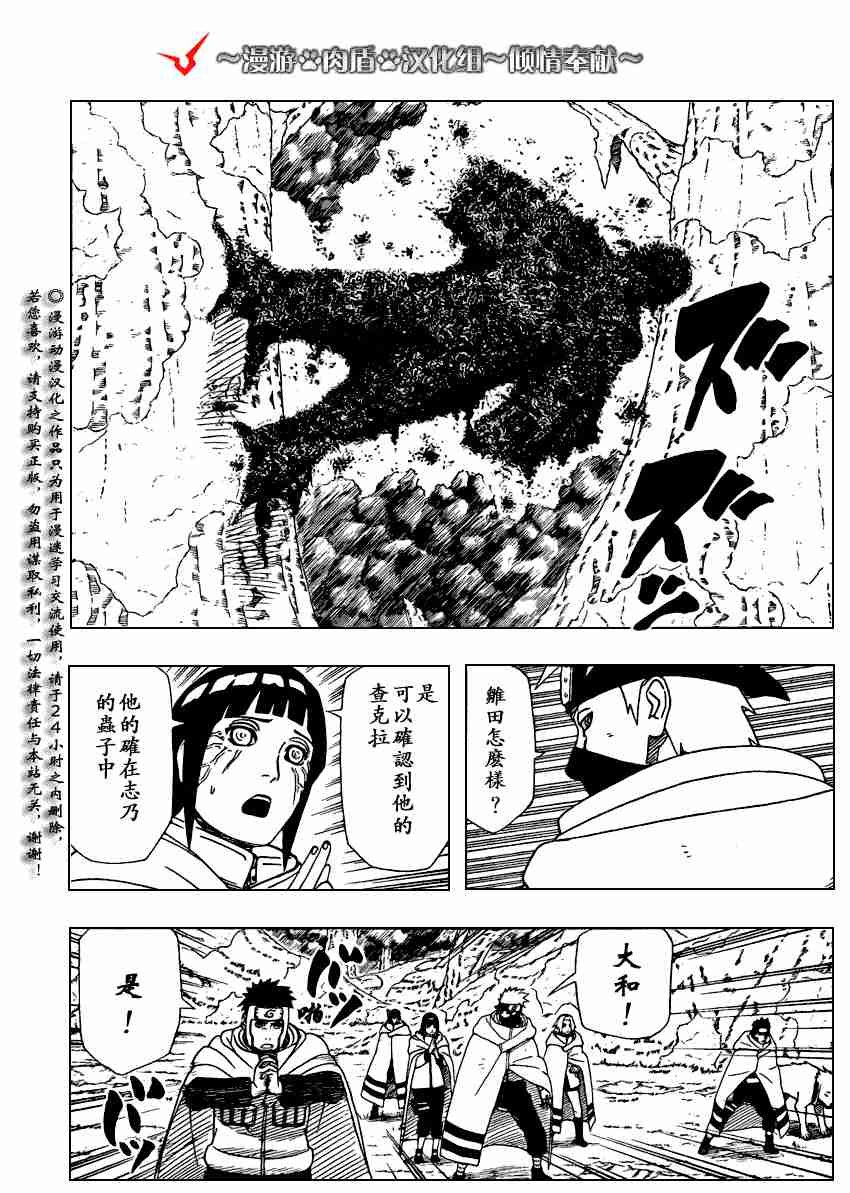 ～漫游 肉盾 汉化组～倾情奉献～
◎漫游动漫汉化之作品只为用于漫迷学习交流使用，请于24小时之内删除，
若您喜欢，请支持购买正版，勿盗用谋取私利，一切法律责任与本站无关，谢谢！
ズズッ
雛田怎麼樣？
是
可以確認到他的
查克拉
他的確在志乃
的蟲子中
大和！
啪
パッ
バッ
是！